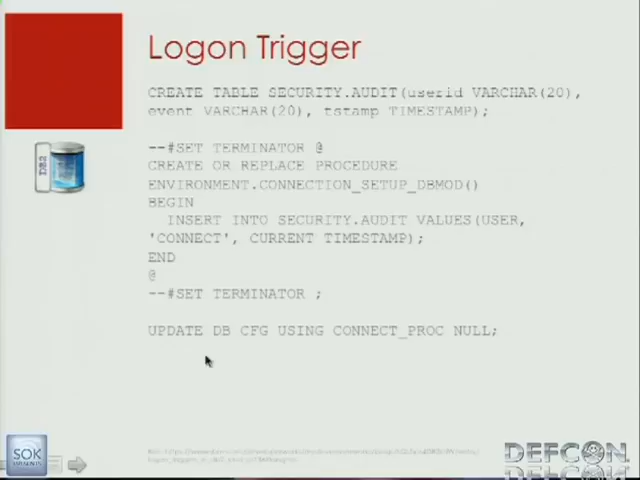 Logon Trigger
CREATE TABLE SECURITY.AUDIT(userid VARCHAR(20),
event VARCHAR(20), tstamp TIMESTAMP);
--#SET TERMINATOR @
CREATE OR REPLACE PROCEDURE
ENVIRONMENT.CONNECTION_SETUP_DBMOD()
BEGIN
INSERT INTO SECURITY.AUDIT VALUES(USER,
'CONNECT', CURRENT TIMESTAMP);
END
@
--#SET TERMINATOR ;
UPDATE DB CFG USING CONNECT_PROC NULL;
DB2
SOK
DEFCON